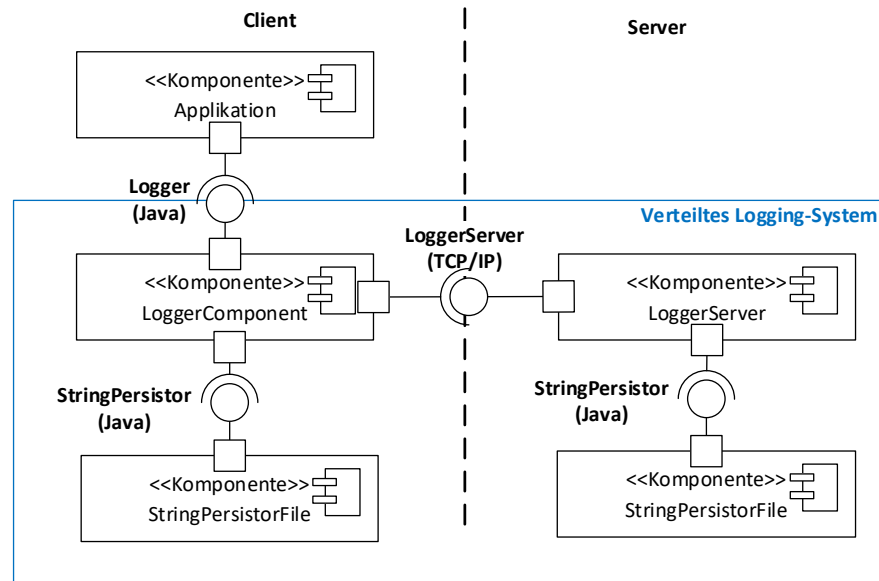 Client
Server
<<Komponente>>
Applikation
Logger
(Java)
Verteiltes Logging-System
LoggerServer
(TCP/IP)
<<Komponente>>
LoggerComponent
<<Komponente>>
LoggerServer
StringPersistor
(Java)
StringPersistor
(Java)
<<Komponente>>
StringPersistorFile
<<Komponente>>
StringPersistorFile